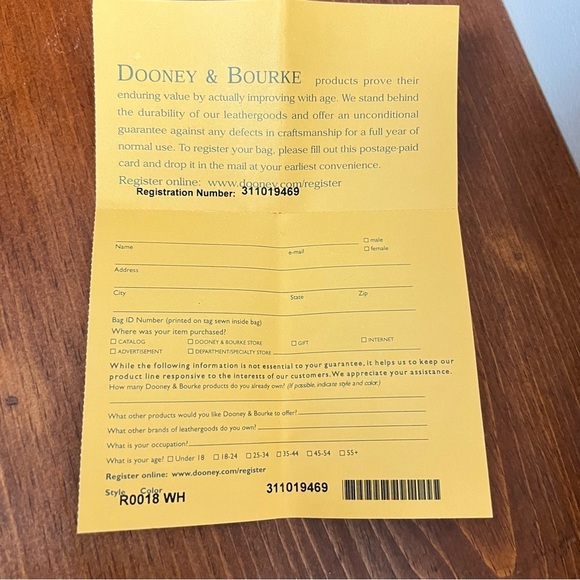 DOONEY & BOURKE products prove their
enduring value by actually improving with age. We stand behind
the durability of our leathergoods and offer an unconditional
guarantee against any defects in craftsmanship for a full year of
normal use. To register your bag, please fill out this postage-paid
card and drop it in the mail at your earliest convenience.
Register online: www.dooney.com/register
Registration Number: 311019469
Name e-mail □ male
□ female
Address
City State Zip
Bag ID Number (printed on tag sewn inside bag)
Where was your item purchased?
□ CATALOG □ DOONEY & BOURKE STORE □ GIFT □ INTERNET
□ ADVERTISEMENT □ DEPARTMENT/SPECIALTY STORE
While the following information is not essential to your guarantee, it helps us to keep our
product line responsive to the interests of our customers. We appreciate your assistance.
How many Dooney & Bourke products do you already own? (if possible, indicate style and color.)
What other products would you like Dooney & Bourke to offer?
What other brands of leathergoods do you own?
What is your occupation?
What is your age? □ Under 18 □ 18-24 □ 25-34 □ 35-44 □ 45-54 □ 55+
Register online: www.dooney.com/register
Style Color
R0018 WH 311019469